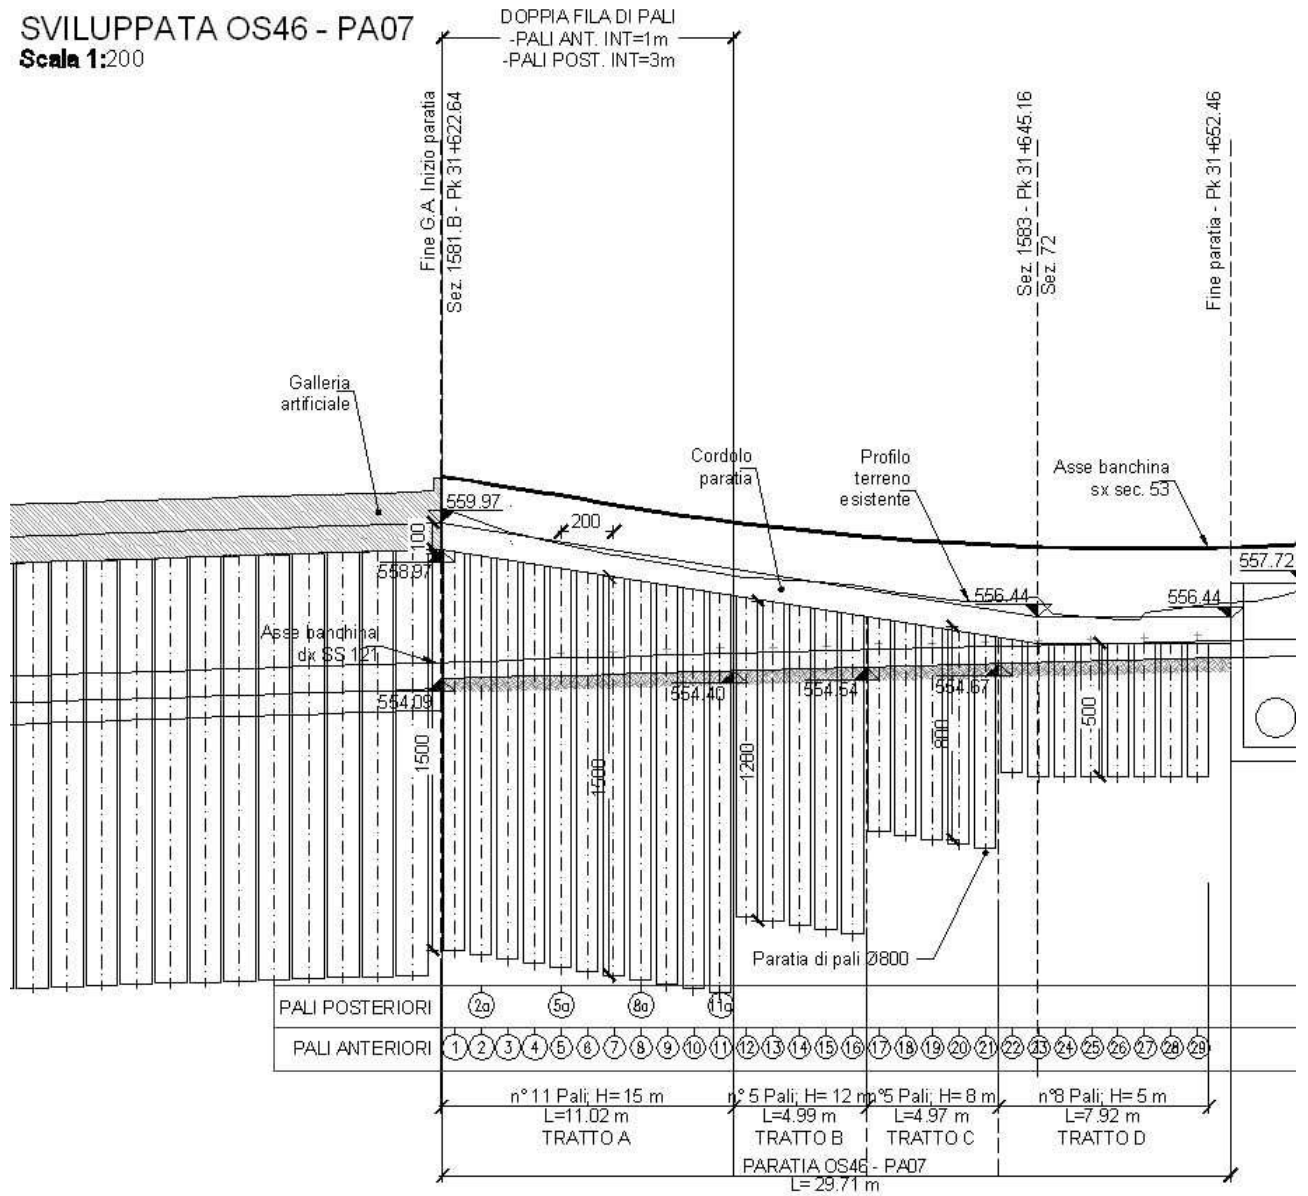 SVILUPPATA OS46 - PA07
Scala 1:200
DOPPIA FILA DI PALI
-PALI ANT. INT=1m
-PALI POST. INT=3m
Fine G.A. Inizio paratia
Sez. 1581.B - Pk 31+622.64
Sez. 1583 - Pk 31+645.16
Sez. 72
Fine paratia - Pk 31+652.46
Galleria
artificiale
Cordolo
paratia
Profilo
terreno
esistente
Asse banchina
sx sec. 53
559.97
200
100
558.97
557.72
556.44
556.44
Asse banchina
dx SS 121
554.09
554.40
554.54
554.67
1500
1500
1200
800
500
Paratia di pali Ø800
PALI POSTERIORI 2a 5a 8a 11a
PALI ANTERIORI 1 2 3 4 5 6 7 8 9 10 11 12 13 14 15 16 17 18 19 20 21 22 23 24 25 26 27 28 29
n° 11 Pali; H= 15 m n° 5 Pali; H= 12 m n°5 Pali; H= 8 m n°8 Pali; H= 5 m
L=11.02 m L=4.99 m L=4.97 m L=7.92 m
TRATTO A TRATTO B TRATTO C TRATTO D
PARATIA OS46 - PA07
L= 29.71 m